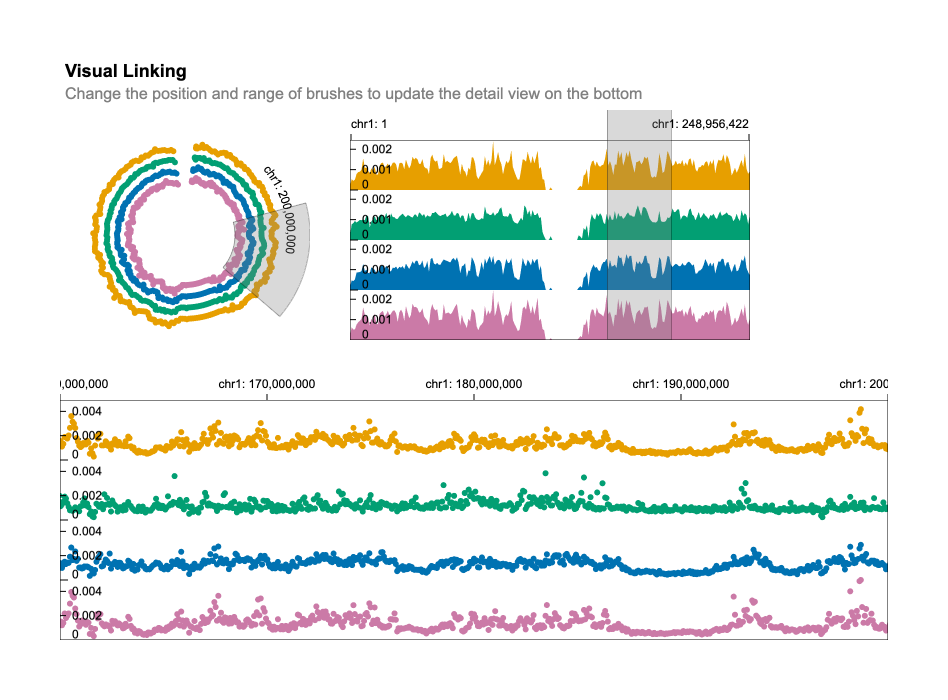 Visual Linking
Change the position and range of brushes to update the detail view on the bottom
chr1: 1
chr1: 248,956,422
chr1: 200,000,000
0.002
0.001
0
0.002
0.001
0
0.002
0.001
0
0.002
0.001
0
),000,000
chr1: 170,000,000
chr1: 180,000,000
chr1: 190,000,000
chr1: 200
0.004
0.002
0
0.004
0.002
0
0.004
0.002
0
0.004
0.002
0